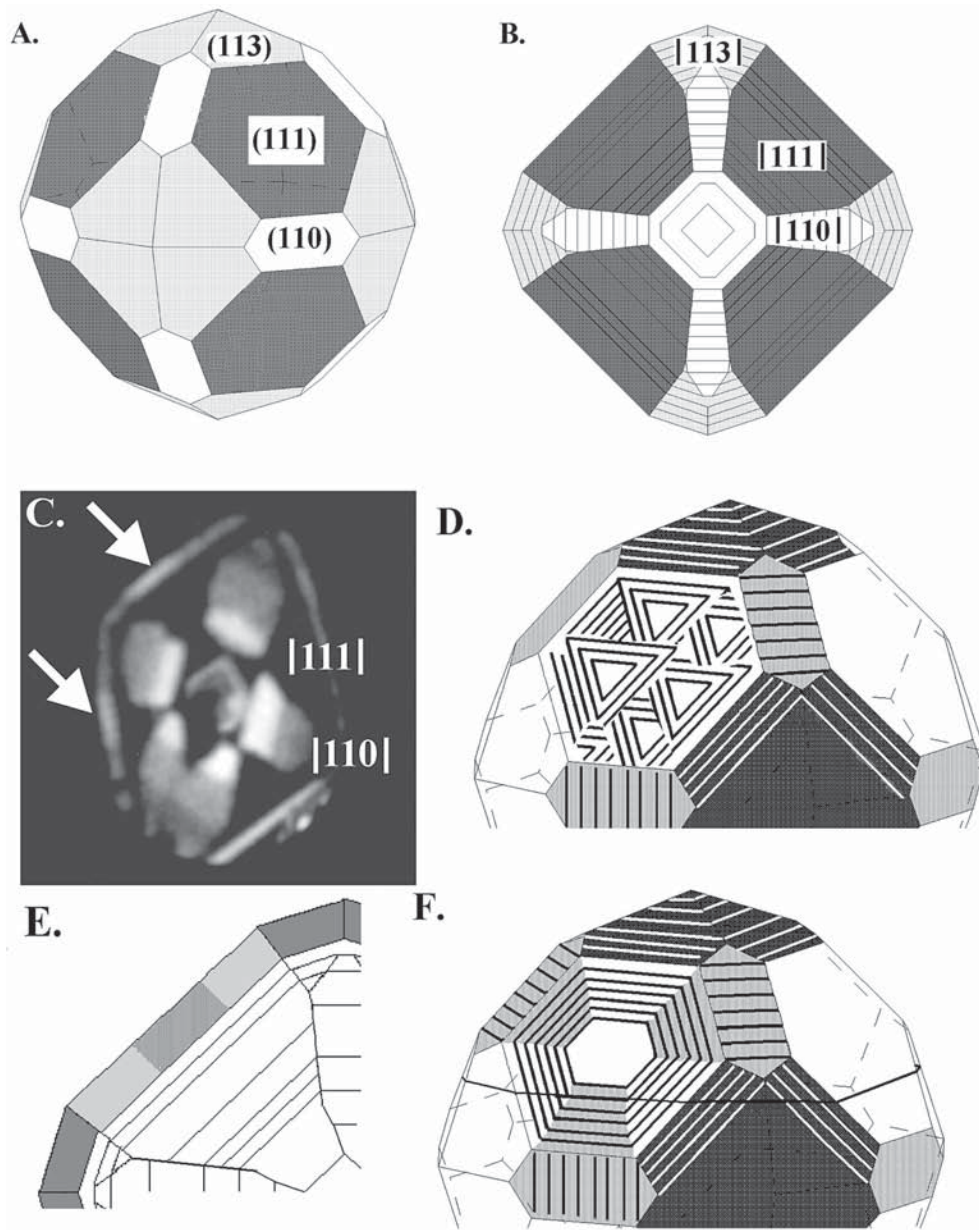 A.
(113)
(111)
(110)
B.
|113|
|111|
|110|
C.
|111|
|110|
D.
E.
F.